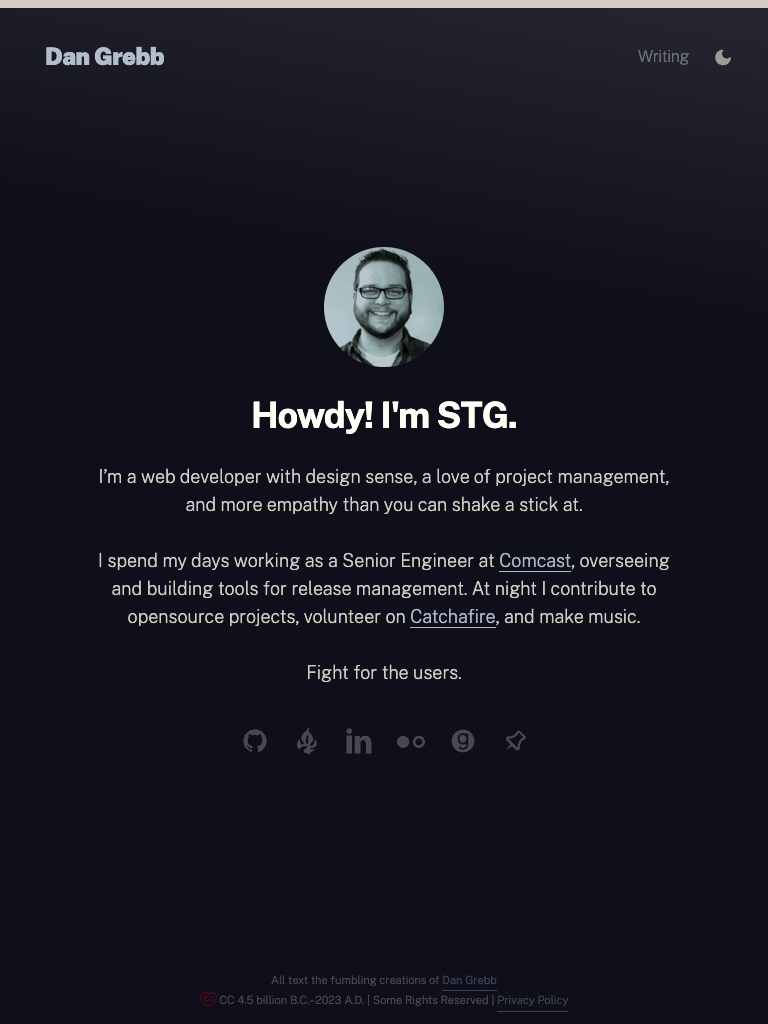 Dan Grebb
Writing
Howdy! I'm STG.
I’m a web developer with design sense, a love of project management,
and more empathy than you can shake a stick at.
I spend my days working as a Senior Engineer at Comcast, overseeing
and building tools for release management. At night I contribute to
opensource projects, volunteer on Catchafire, and make music.
Fight for the users.
in
g
All text the fumbling creations of Dan Grebb
CC 4.5 billion B.C.–2023 A.D. | Some Rights Reserved | Privacy Policy